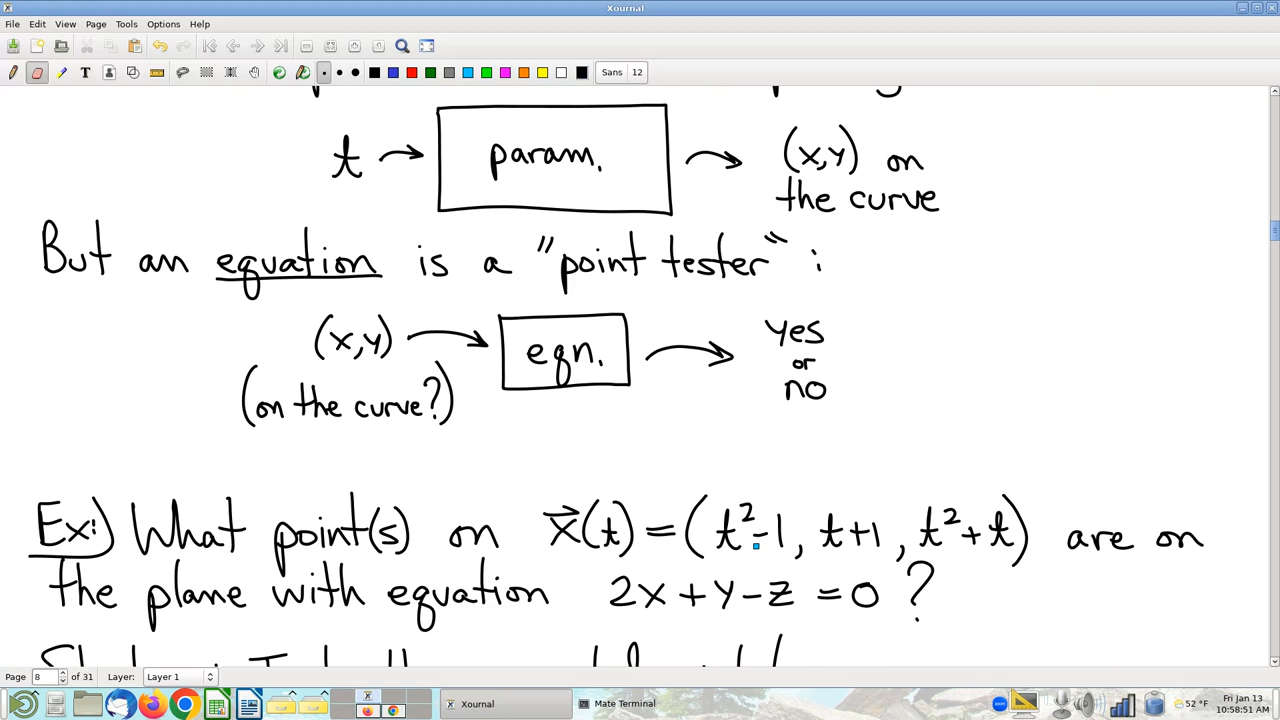 Xournal
File Edit View Page Tools Options Help
Sans 12
t → param. → (x,y) on
the curve
But an equation is a "point tester" :
(x,y) → eqn. → yes
or
(on the curve?) no
Ex:) What point(s) on x⃗(t) = (t²-1, t+1, t²+t) are on
the plane with equation 2x+y-z=0 ?
Page 8 of 31 Layer: Layer 1
Xournal Mate Terminal 52 °F Fri Jan 13
10:58:51 AM